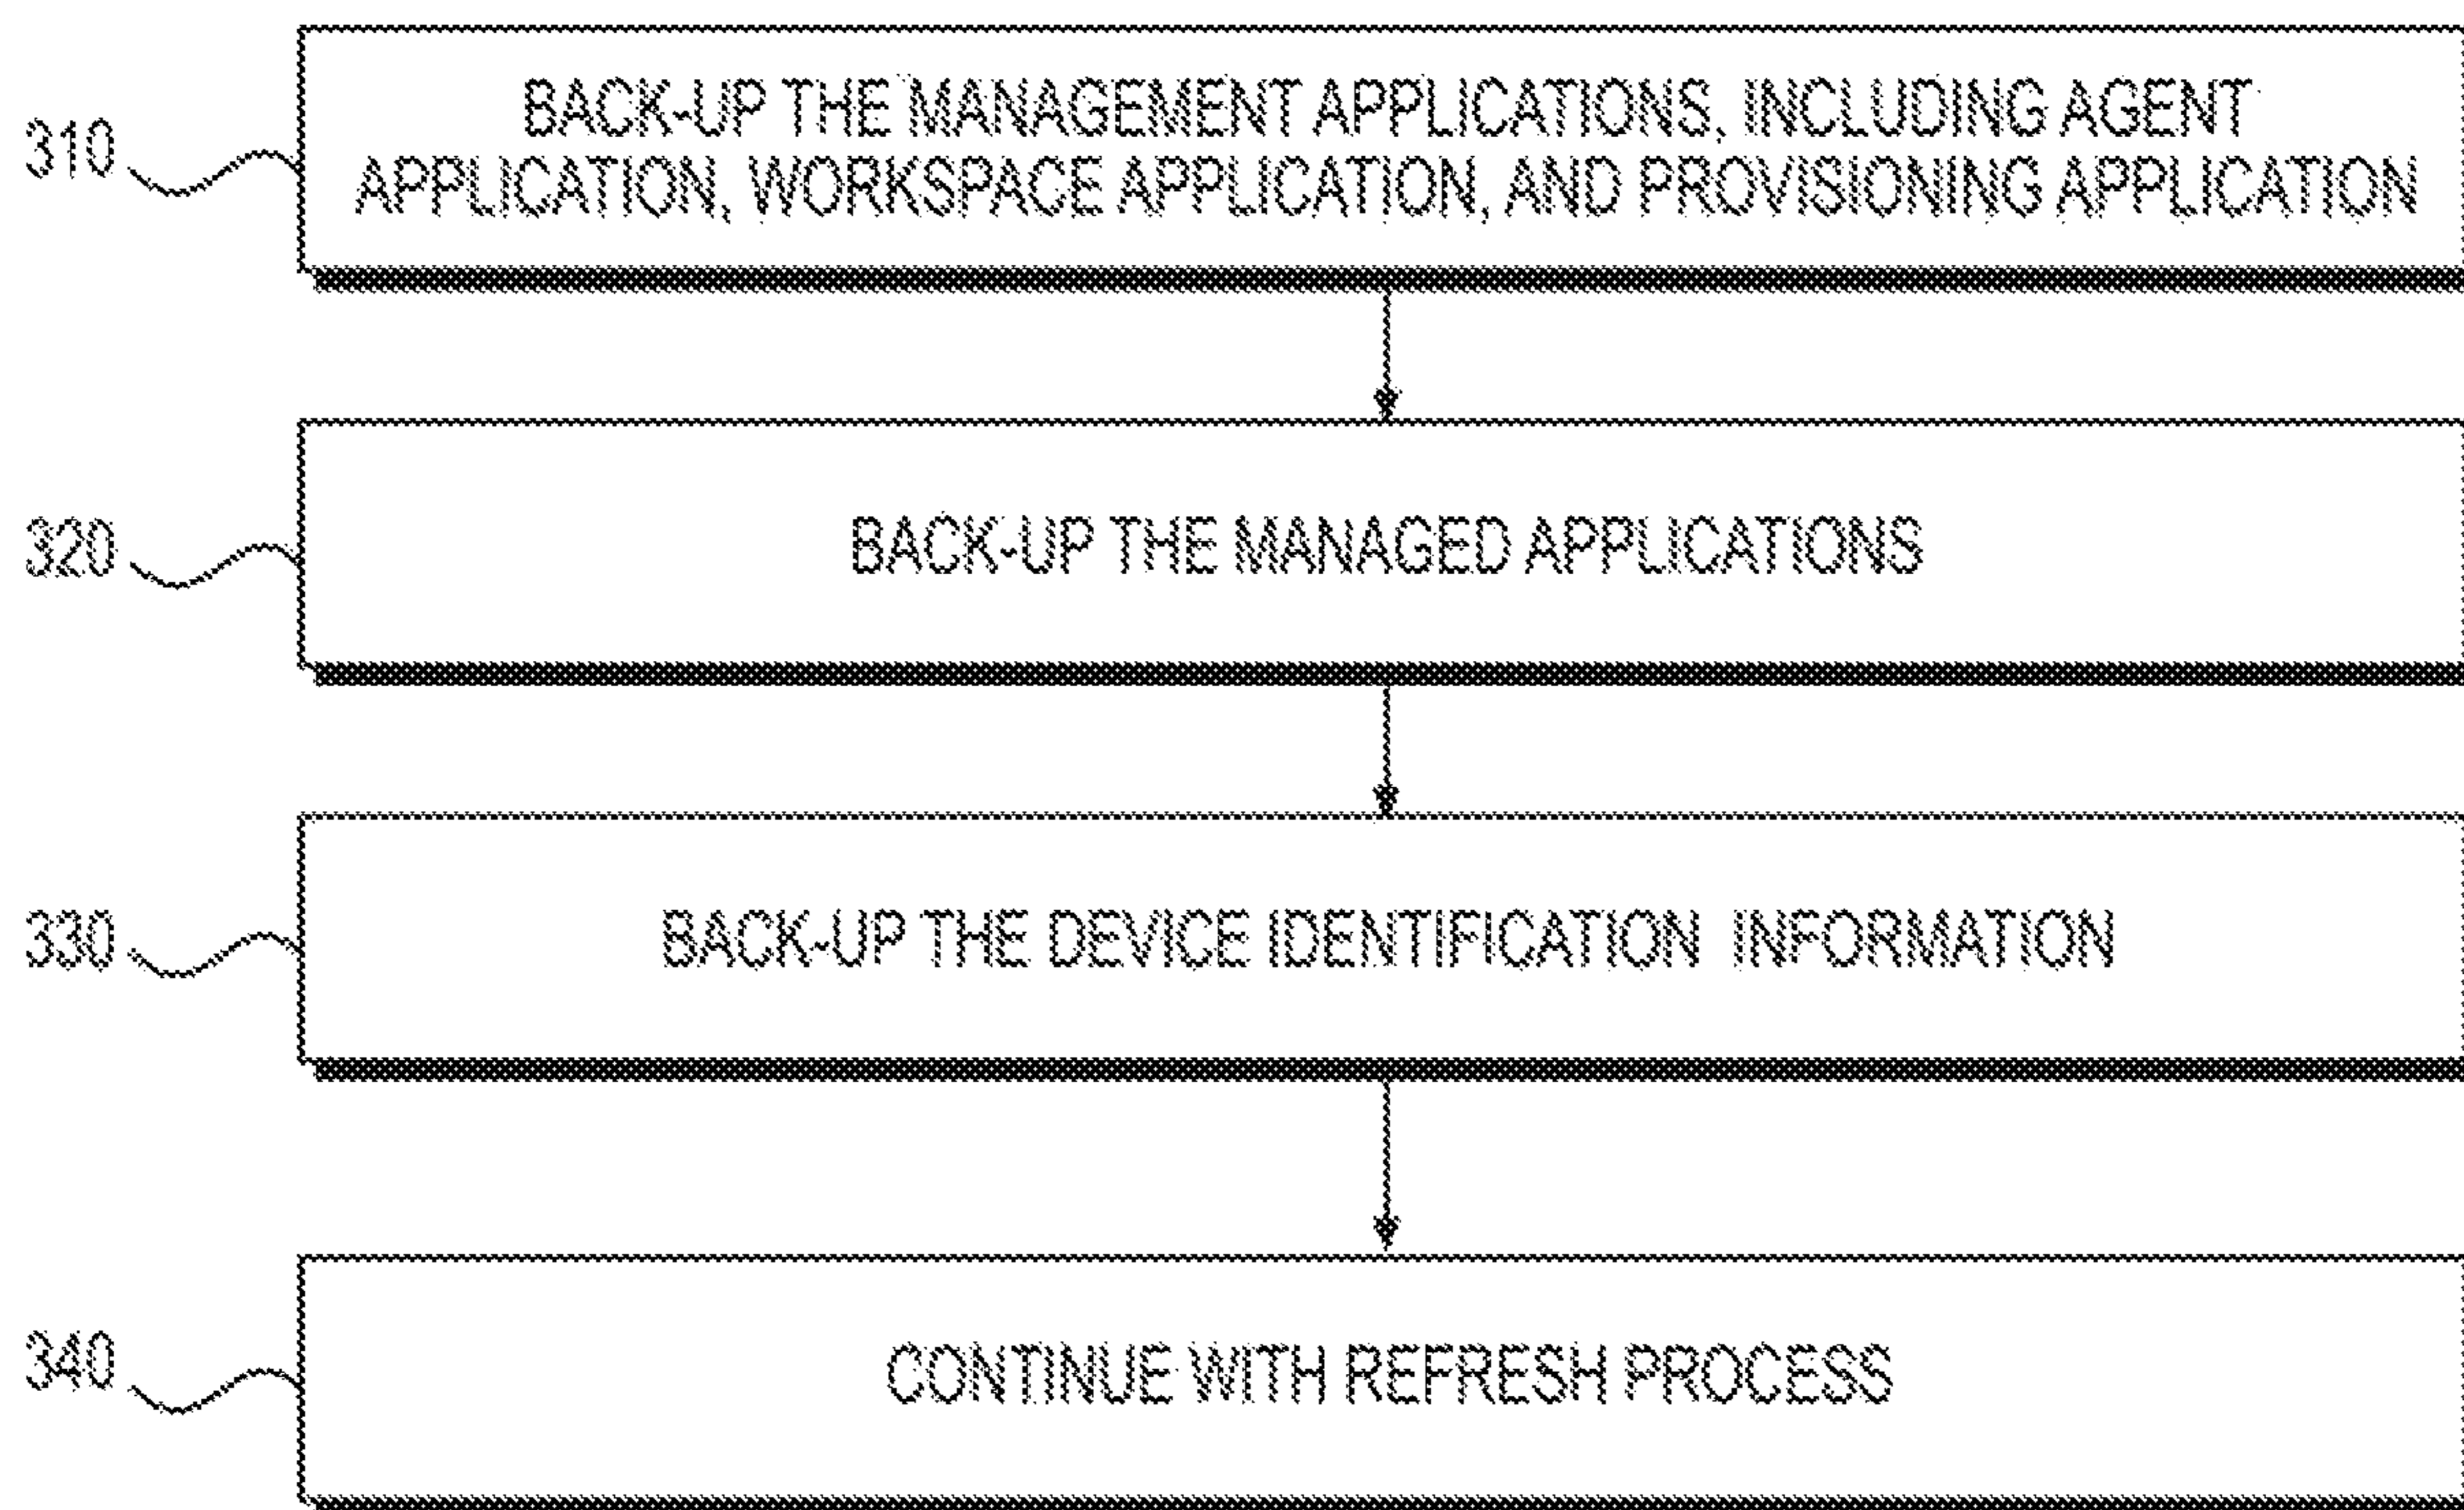 310
BACK-UP THE MANAGEMENT APPLICATIONS, INCLUDING AGENT
APPLICATION, WORKSPACE APPLICATION, AND PROVISIONING APPLICATION
320
BACK-UP THE MANAGED APPLICATIONS
330
BACK-UP THE DEVICE IDENTIFICATION INFORMATION
340
CONTINUE WITH REFRESH PROCESS